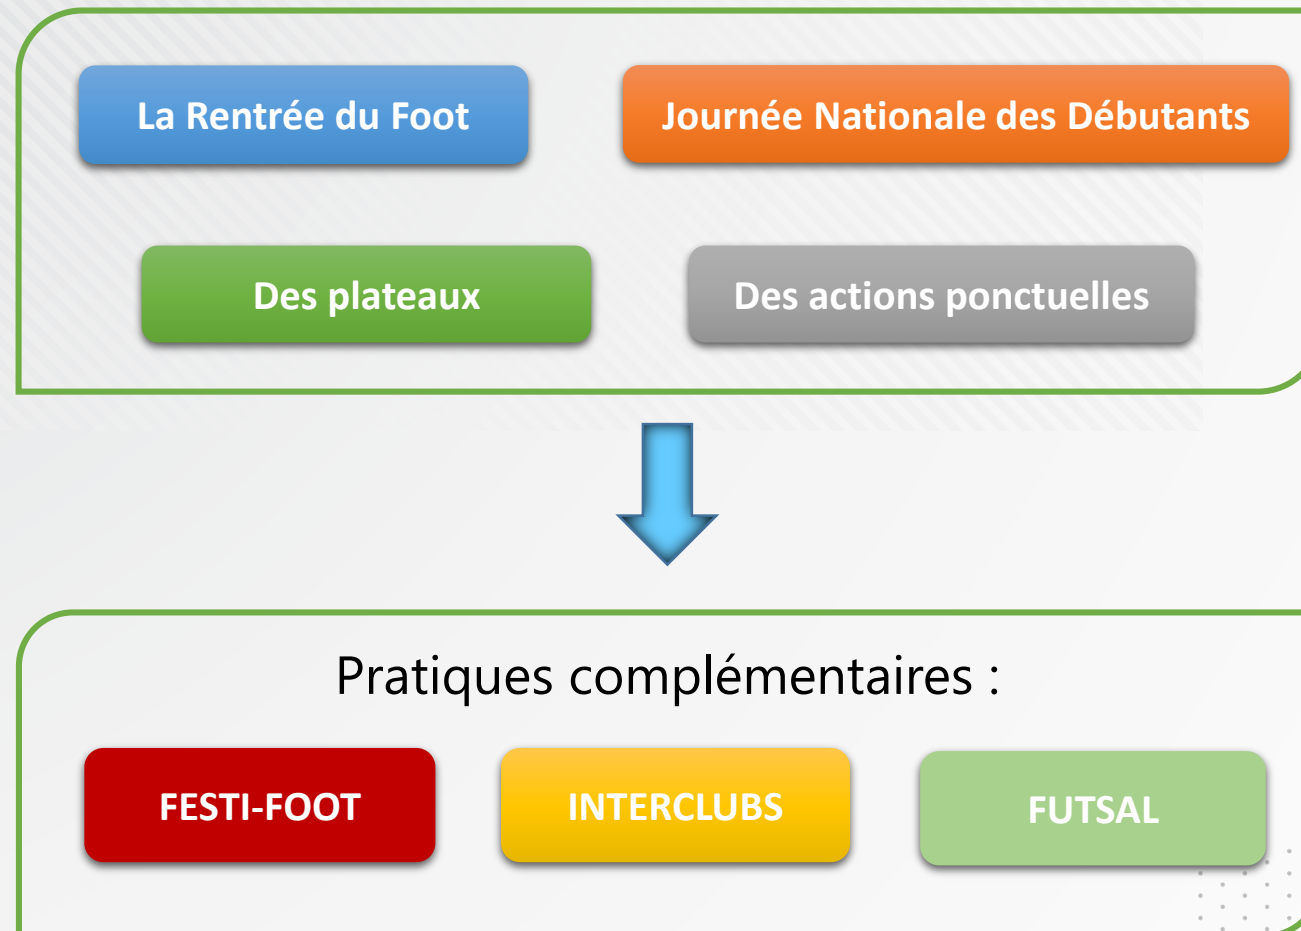 La Rentrée du Foot
Journée Nationale des Débutants
Des plateaux
Des actions ponctuelles
Pratiques complémentaires :
FESTI-FOOT
INTERCLUBS
FUTSAL